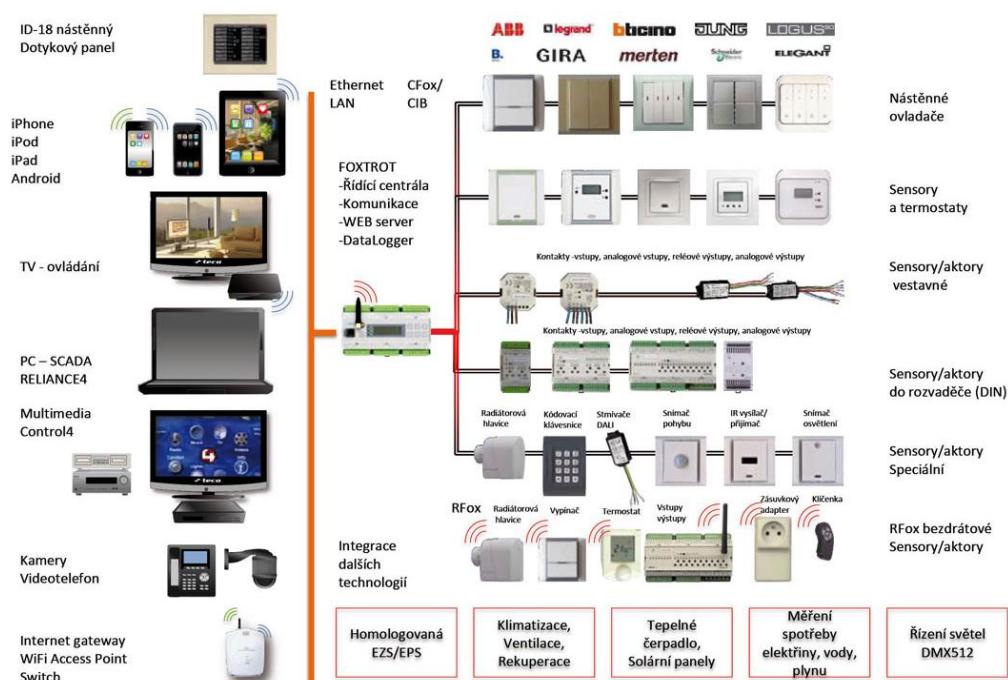 ID-18 nástěnný
Dotykový panel
iPhone
iPod
iPad
Android
TV - ovládání
teco
PC – SCADA
RELIANCE4
Multimedia
Control4
teco
Kamery
Videotelefon
Internet gateway
WiFi Access Point
Switch
Ethernet
LAN
CFox/
CIB
FOXTROT
-Řídící centrála
-Komunikace
-WEB server
-DataLogger
Integrace
dalších
technologií
ABB
legrand
bticino
JUNG
LOGUS90
B.
GIRA
merten
Schneider
Electric
ELEGANT
Nástěnné
ovladače
Sensory
a termostaty
Kontakty -vstupy, analogové vstupy, reléové výstupy, analogové výstupy
Sensory/aktory
vestavné
Kontakty -vstupy, analogové vstupy, reléové výstupy, analogové výstupy
Sensory/aktory
do rozvaděče (DIN)
Radiátorová
hlavice
Kódovací
klávesnice
Stmívače
DALI
Snímač
pohybu
IR vysílač/
přijímač
Snímač
osvětlení
Sensory/aktory
Speciální
RFox
Radiátorová
hlavice
Vypínač
Termostat
Vstupy
výstupy
Zásuvkový
adapter
Klíčenka
RFox bezdrátové
Sensory/aktory
Homologovaná
EZS/EPS
Klimatizace,
Ventilace,
Rekuperace
Tepelné
čerpadlo,
Solární panely
Měření
spotřeby
elektřiny, vody,
plynu
Řízení světel
DMX512